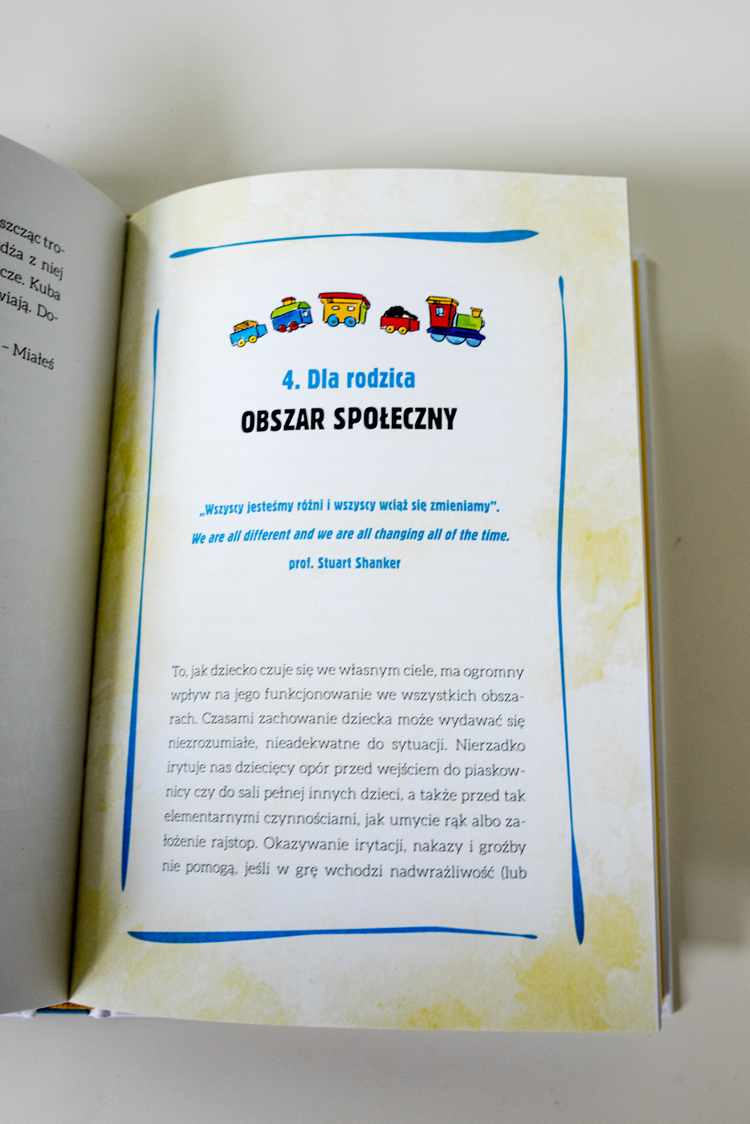 szcząc tro-
dża z niej
cze. Kuba
wiają. Do-
– Miałeś
4. Dla rodzica
OBSZAR SPOŁECZNY
„Wszyscy jesteśmy różni i wszyscy wciąż się zmieniamy”.
We are all different and we are all changing all of the time.
prof. Stuart Shanker
To, jak dziecko czuje się we własnym ciele, ma ogromny
wpływ na jego funkcjonowanie we wszystkich obsza-
rach. Czasami zachowanie dziecka może wydawać się
niezrozumiałe, nieadekwatne do sytuacji. Nierzadko
irytuje nas dziecięcy opór przed wejściem do piaskow-
nicy czy do sali pełnej innych dzieci, a także przed tak
elementarnymi czynnościami, jak umycie rąk albo za-
łożenie rajstop. Okazywanie irytacji, nakazy i groźby
nie pomogą, jeśli w grę wchodzi nadwrażliwość (lub